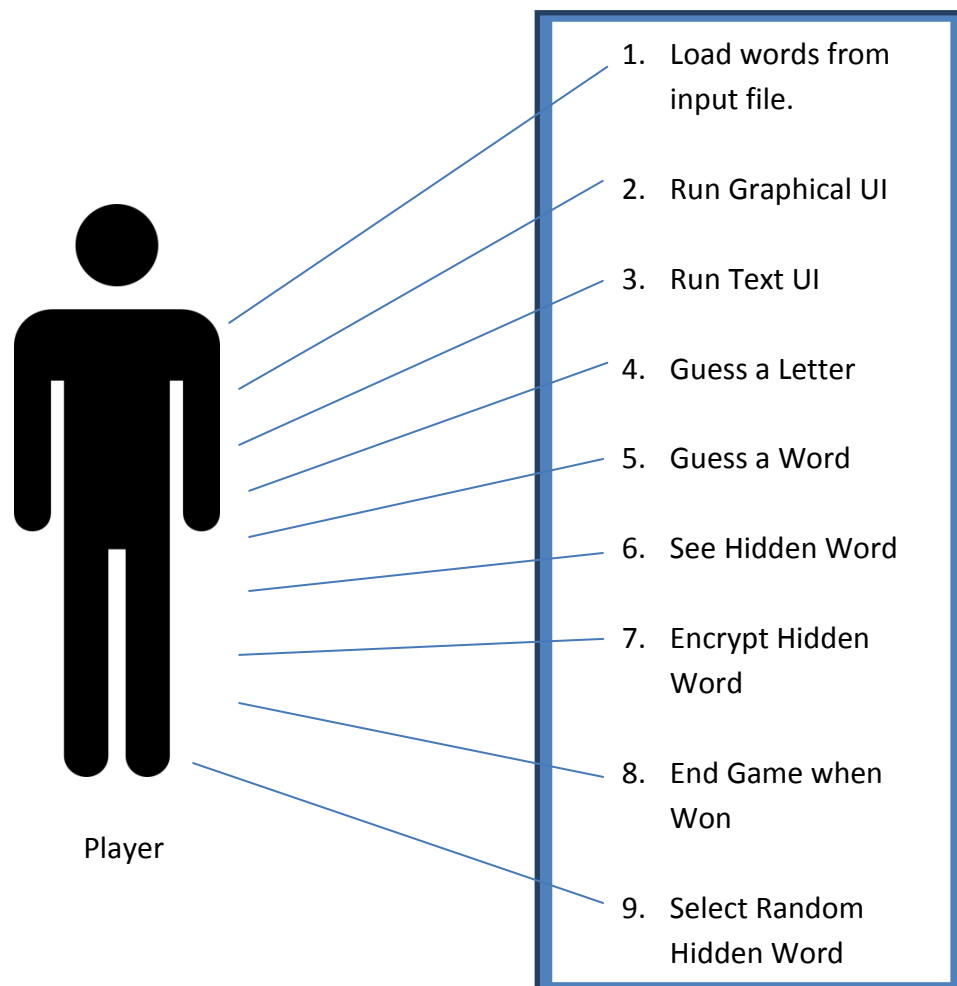 1. Load words from
input file.
2. Run Graphical UI
3. Run Text UI
4. Guess a Letter
5. Guess a Word
6. See Hidden Word
7. Encrypt Hidden
Word
8. End Game when
Won
9. Select Random
Hidden Word
Player